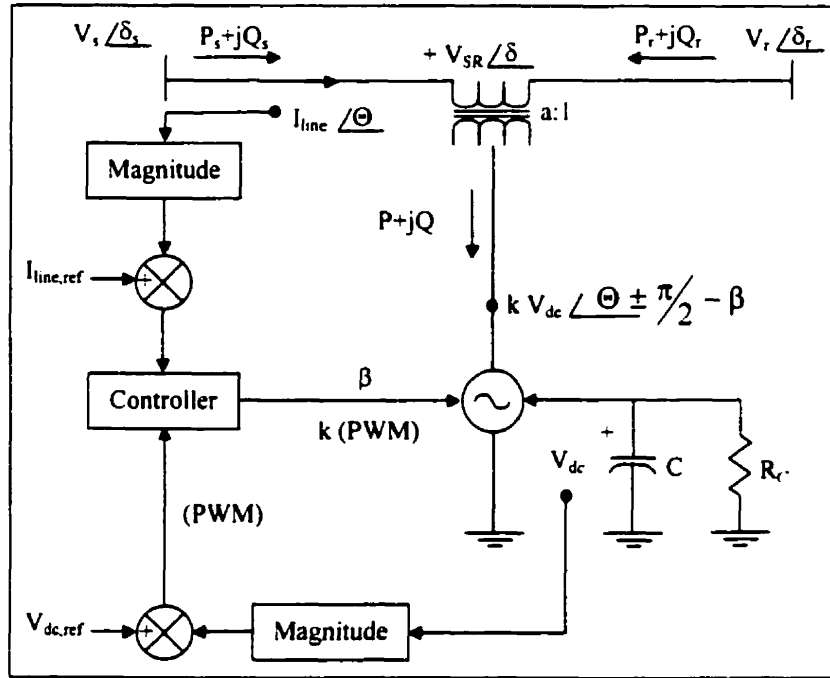 V_s ∠δ_s
P_s+jQ_s
+ V_SR ∠δ
P_r+jQ_r
V_r ∠δ_r
I_line ∠Θ
a:1
Magnitude
P+jQ
I_line,ref
+
k V_dc ∠Θ ± π/2 − β
Controller
β
k (PWM)
+
V_dc
C
(PWM)
V_dc,ref
+
Magnitude